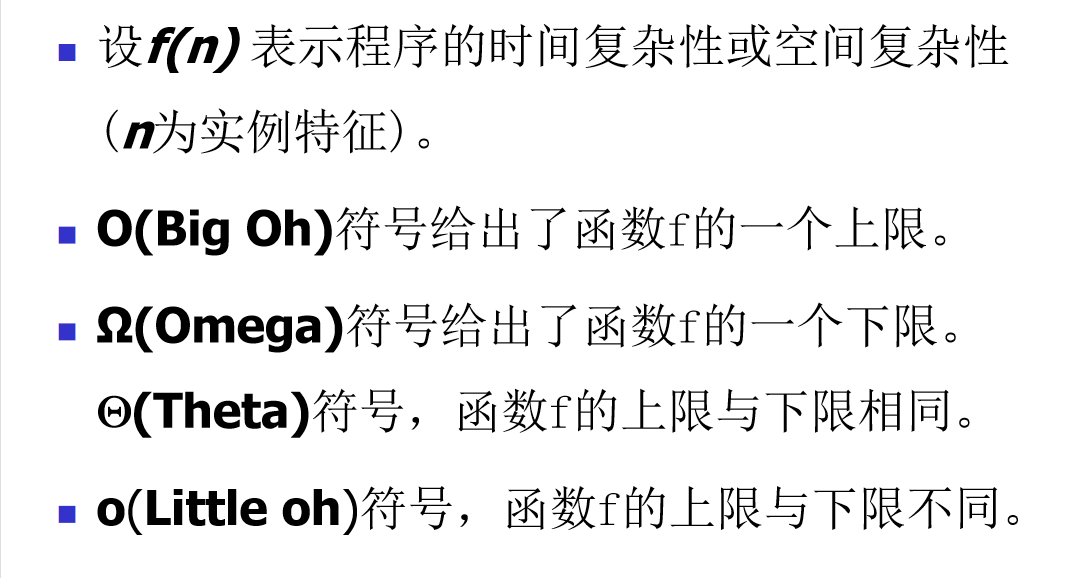 ■ 设f(n) 表示程序的时间复杂性或空间复杂性
(n为实例特征)。
■ O(Big Oh)符号给出了函数f的一个上限。
■ Ω(Omega)符号给出了函数f的一个下限。
Θ(Theta)符号，函数f的上限与下限相同。
■ o(Little oh)符号，函数f的上限与下限不同。